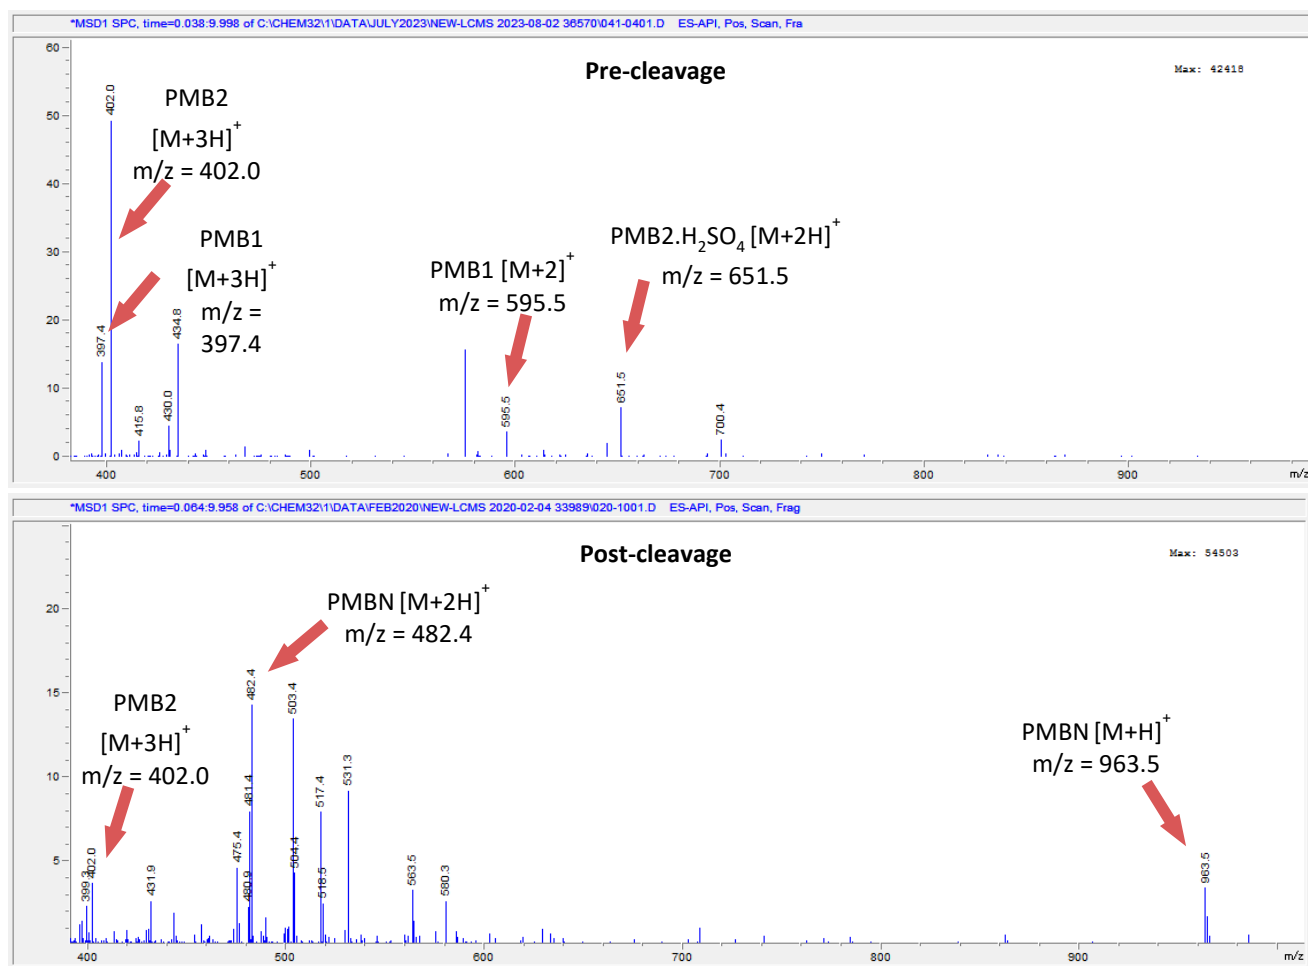 *MSD1 SPC, time=0.038:9.998 of C:\CHEM32\1\DATA\JULY2023\NEW-LCMS 2023-08-02 36570\041-0401.D ES-API, Pos, Scan, Fra
Pre-cleavage
Max: 42418
60
50
40
30
20
10
0
PMB2
[M+3H]+
m/z = 402.0
PMB1
[M+3H]+
m/z =
397.4
PMB1 [M+2]+
m/z = 595.5
PMB2.H2SO4 [M+2H]+
m/z = 651.5
397.4
402.0
415.8
430.0
434.8
595.5
651.5
700.4
400 500 600 700 800 900 m/z
*MSD1 SPC, time=0.064:9.958 of C:\CHEM32\1\DATA\FEB2020\NEW-LCMS 2020-02-04 33989\020-1001.D ES-API, Pos, Scan, Frag
Post-cleavage
Max: 54503
20
15
10
5
PMBN [M+2H]+
m/z = 482.4
PMB2
[M+3H]+
m/z = 402.0
PMBN [M+H]+
m/z = 963.5
399.3
402.0
431.9
475.4
480.9
481.4
482.4
503.4
504.4
517.4
518.5
531.3
563.5
580.3
963.5
400 500 600 700 800 900 m/z